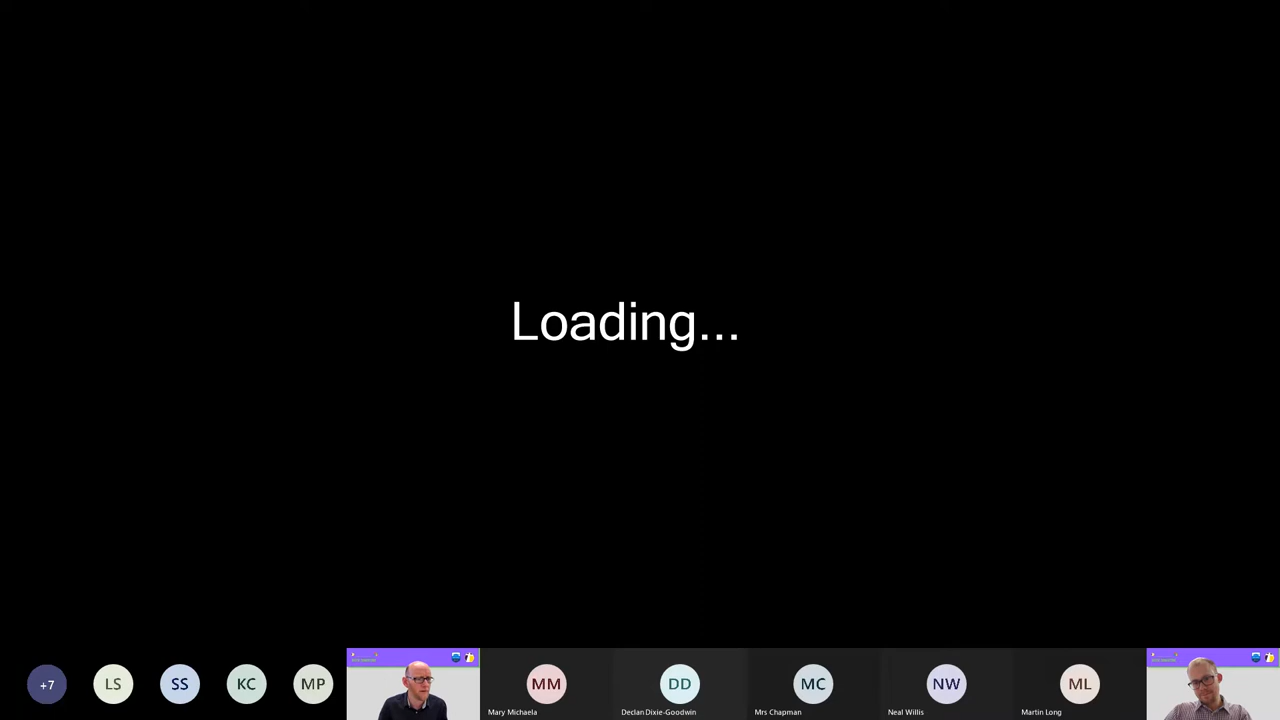 Loading...
+7
LS
SS
KC
MP
MM
Mary Michaela
DD
Declan Dixie-Goodwin
MC
Mrs Chapman
NW
Neal Willis
ML
Martin Long